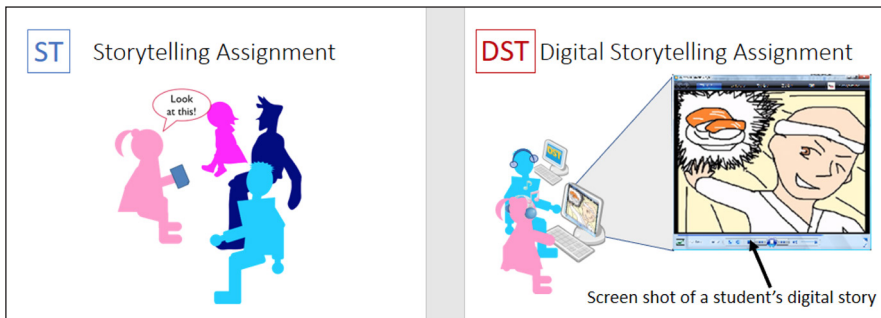 ST Storytelling Assignment
Look
at this!
DST Digital Storytelling Assignment
DST
Screen shot of a student's digital story